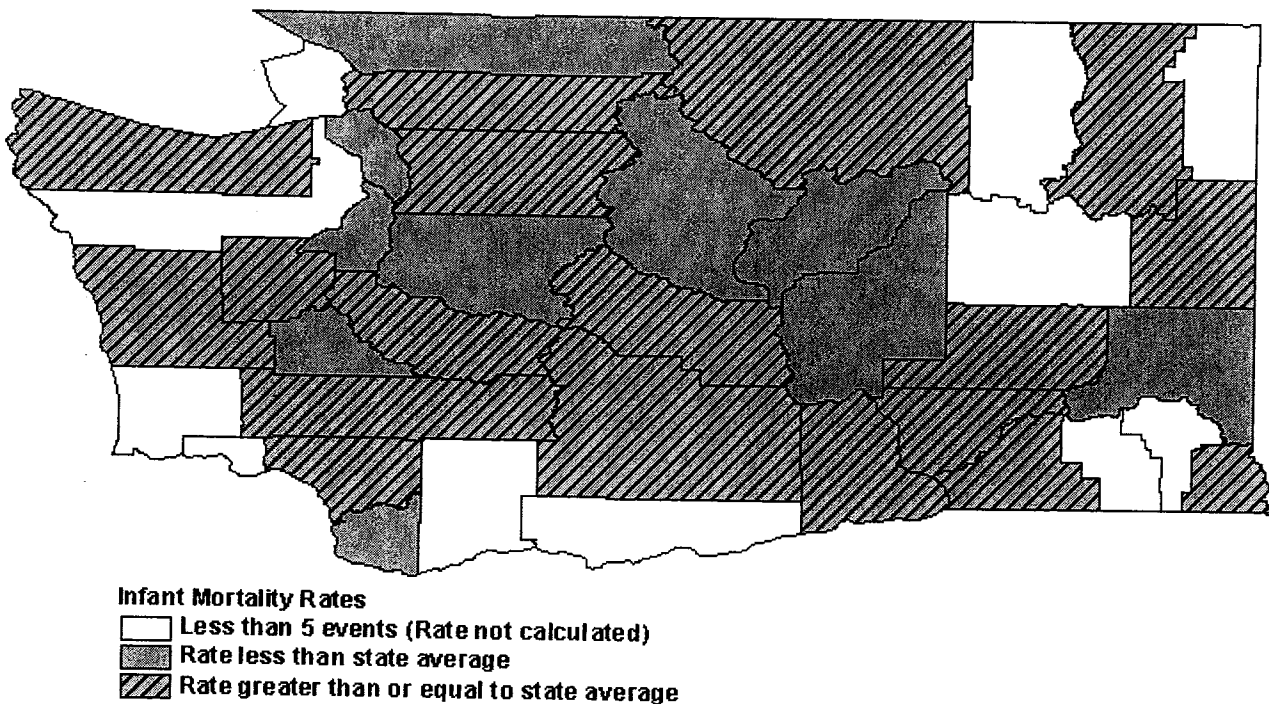 Infant Mortality Rates
Less than 5 events (Rate not calculated)
Rate less than state average
Rate greater than or equal to state average